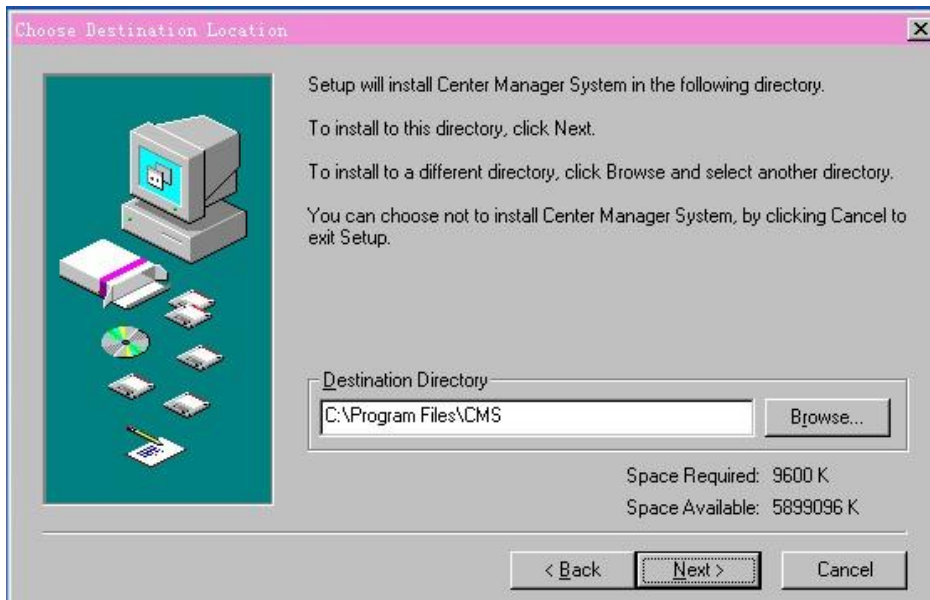 Choose Destination Location
Setup will install Center Manager System in the following directory.
To install to this directory, click Next.
To install to a different directory, click Browse and select another directory.
You can choose not to install Center Manager System, by clicking Cancel to
exit Setup.
Destination Directory
C:\Program Files\CMS
Browse...
Space Required: 9600 K
Space Available: 5899096 K
< Back
Next >
Cancel